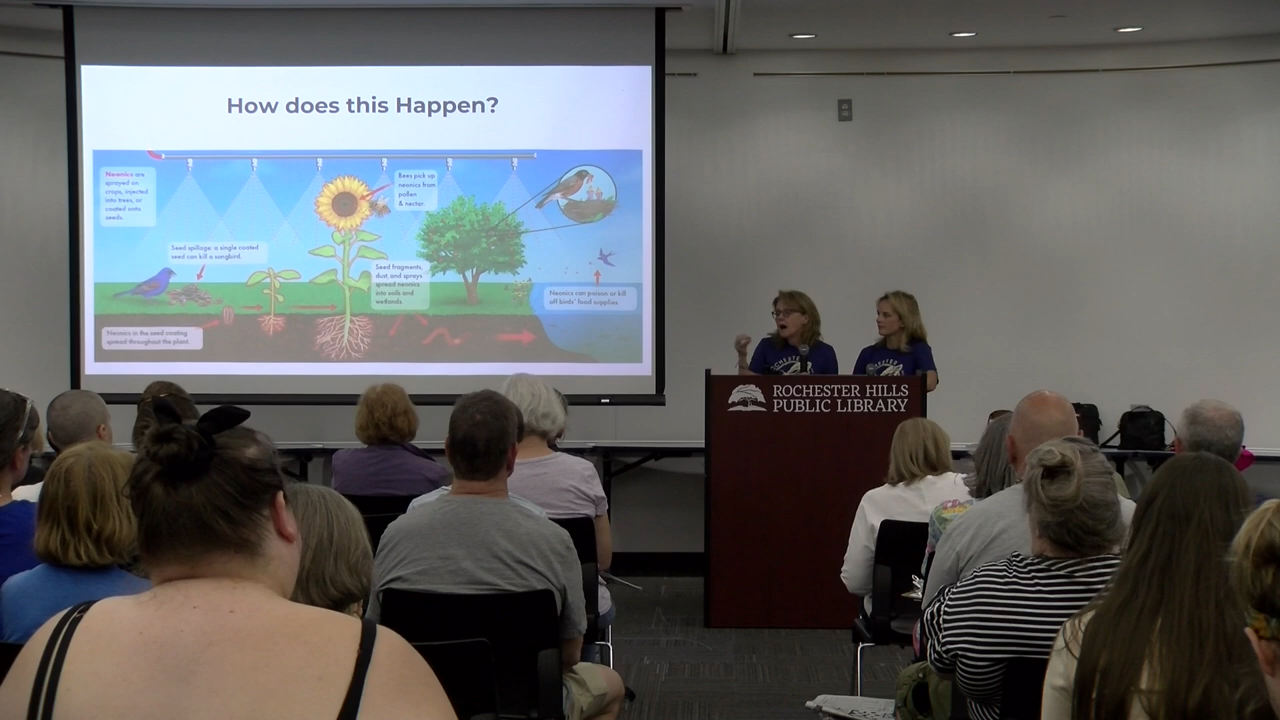 How does this Happen?
Neonics are
sprayed on
crops, injected
into trees, or
coated onto
seeds.
Bees pick up
neonics from
pollen
& nectar.
Seed spillage: a single coated
seed can kill a songbird.
Seed fragments,
dust, and sprays
spread neonics
into soils and
wetlands.
Neonics can poison or kill
off birds' food supplies.
Neonics in the seed coating
spread throughout the plant.
ROCHESTER HILLS
PUBLIC LIBRARY